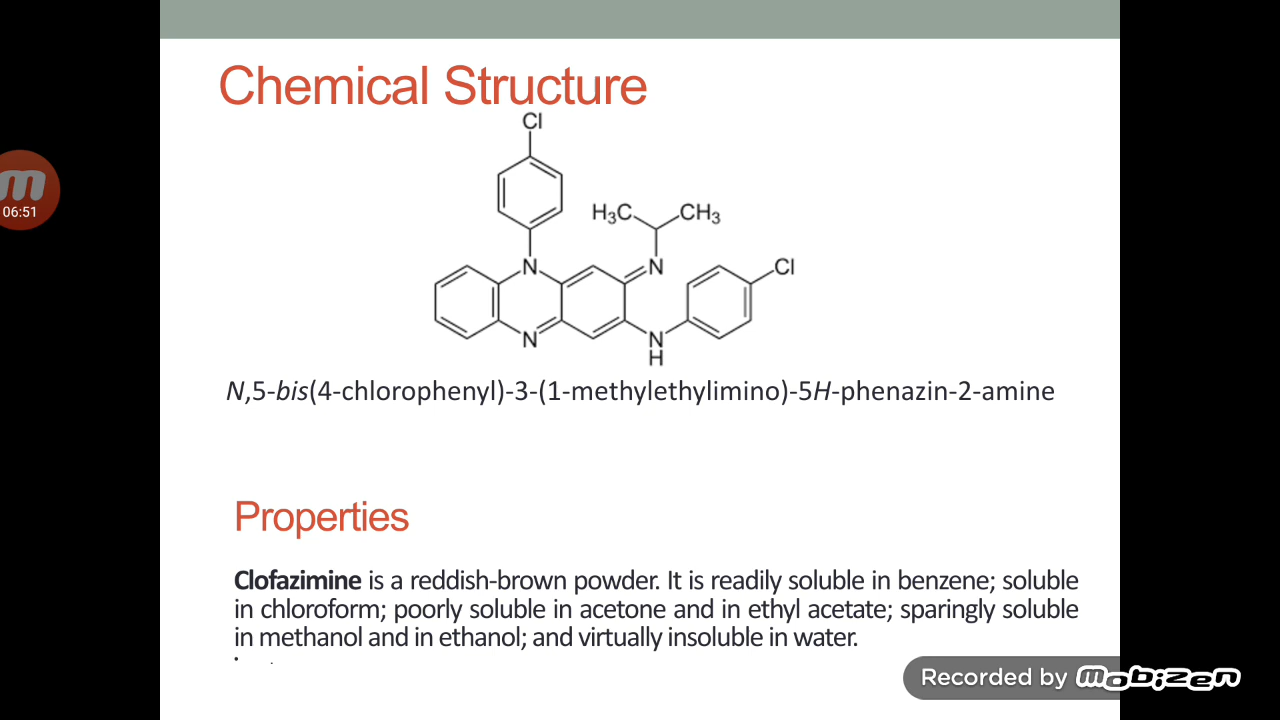 Chemical Structure
Cl
H3C CH3
N N Cl
N N
H
N,5-bis(4-chlorophenyl)-3-(1-methylethylimino)-5H-phenazin-2-amine
Properties
Clofazimine is a reddish-brown powder. It is readily soluble in benzene; soluble
in chloroform; poorly soluble in acetone and in ethyl acetate; sparingly soluble
in methanol and in ethanol; and virtually insoluble in water.
m
06:51
Recorded by mobizen